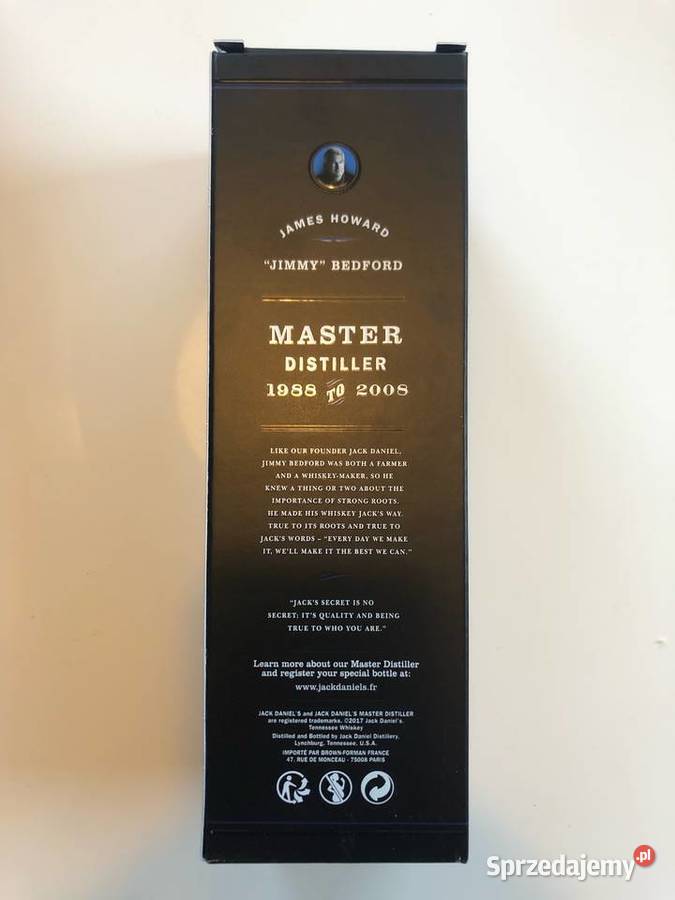 JAMES HOWARD
"JIMMY" BEDFORD
MASTER
DISTILLER
1988 TO 2008
LIKE OUR FOUNDER JACK DANIEL,
JIMMY BEDFORD WAS BOTH A FARMER
AND A WHISKEY-MAKER, SO HE
KNEW A THING OR TWO ABOUT THE
IMPORTANCE OF STRONG ROOTS.
HE MADE HIS WHISKEY JACK'S WAY.
TRUE TO ITS ROOTS AND TRUE TO
JACK'S WORDS – "EVERY DAY WE MAKE
IT, WE'LL MAKE IT THE BEST WE CAN."
"JACK'S SECRET IS NO
SECRET: IT'S QUALITY AND BEING
TRUE TO WHO YOU ARE."
Learn more about our Master Distiller
and register your special bottle at:
www.jackdaniels.fr
JACK DANIEL'S and JACK DANIEL'S MASTER DISTILLER
are registered trademarks. ©2017 Jack Daniel's.
Tennessee Whiskey
Distilled and Bottled by Jack Daniel Distillery,
Lynchburg, Tennessee, U.S.A.
IMPORTÉ PAR BROWN-FORMAN FRANCE
47, RUE DE MONCEAU - 75008 PARIS
Sprzedajemy.pl